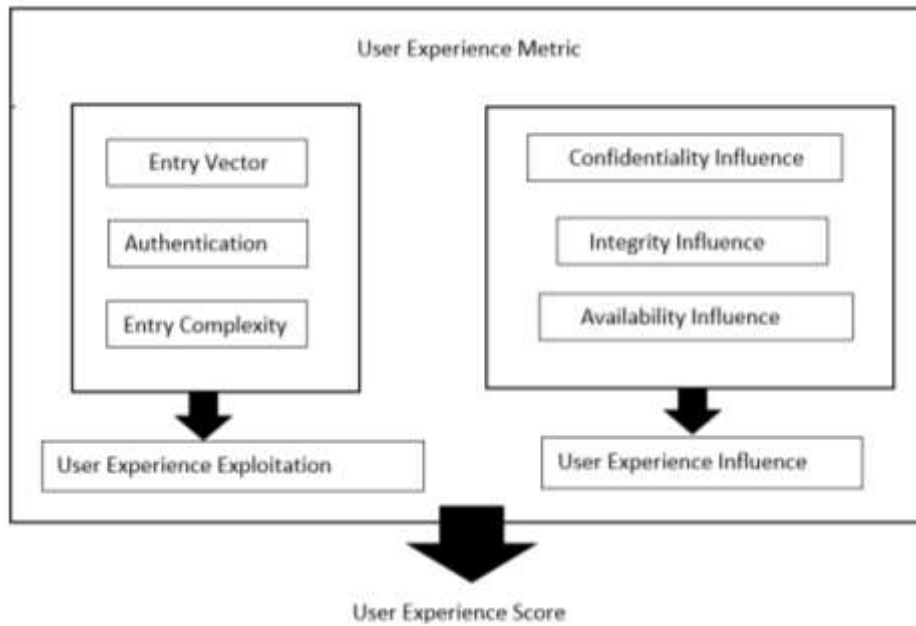 User Experience Metric
Entry Vector
Authentication
Entry Complexity
User Experience Exploitation
Confidentiality Influence
Integrity Influence
Availability Influence
User Experience Influence
User Experience Score